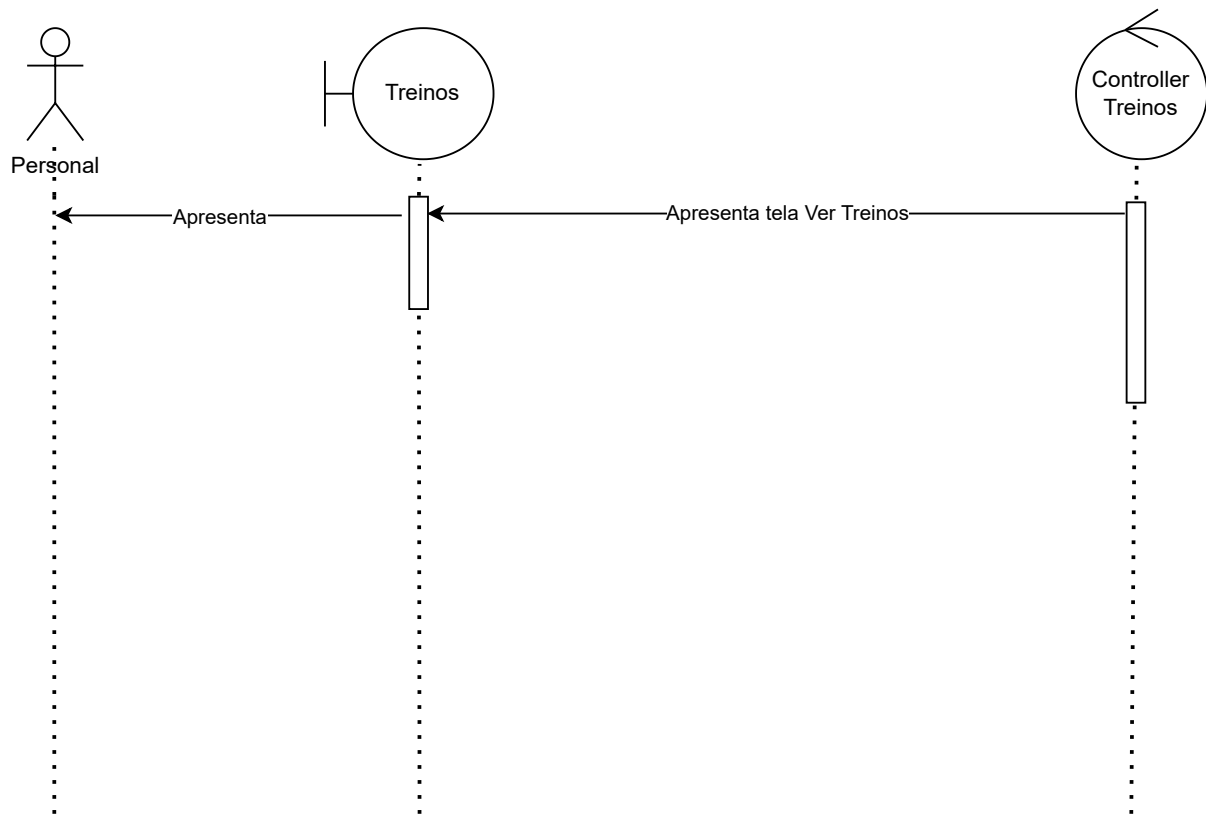 Treinos
Controller
Treinos
Personal
Apresenta
Apresenta tela Ver Treinos